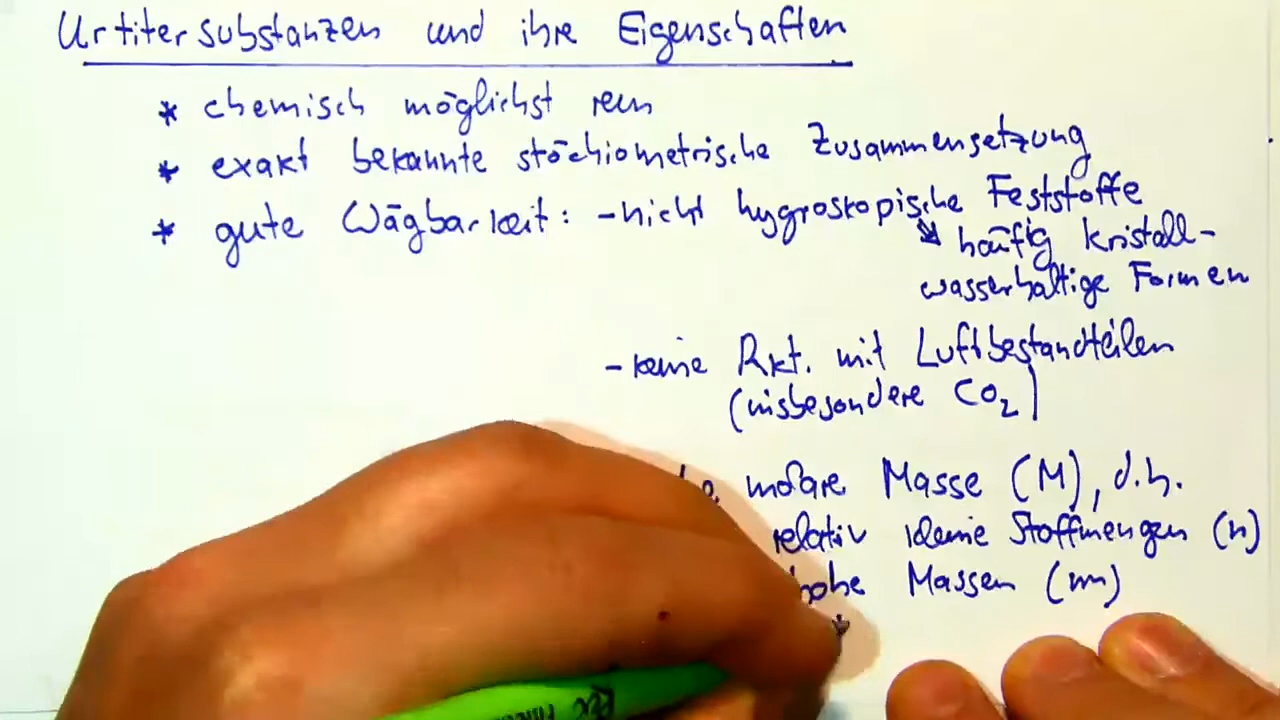 Urtitersubstanzen und ihre Eigenschaften
* chemisch möglichst rein
* exakt bekannte stöchiometrische Zusammensetzung
* gute Wägbarkeit: - nicht hygroskopische Feststoffe
häufig kristall-
wasserhaltige Formen
- keine Rkt. mit Luftbestandteilen
(insbesondere CO2)
molare Masse (M), d.h.
relativ kleine Stoffmengen (n)
hohe Massen (m)